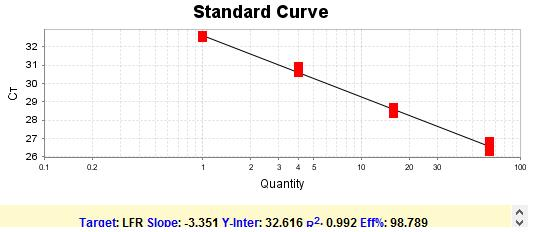 Standard Curve
32
31
30
29
28
27
26
CT
0.1 0.2 1 2 3 4 5 10 20 30 100
Quantity
Target: LFR Slope: -3.351 Y-Inter: 32.616 R²: 0.992 Eff%: 98.789